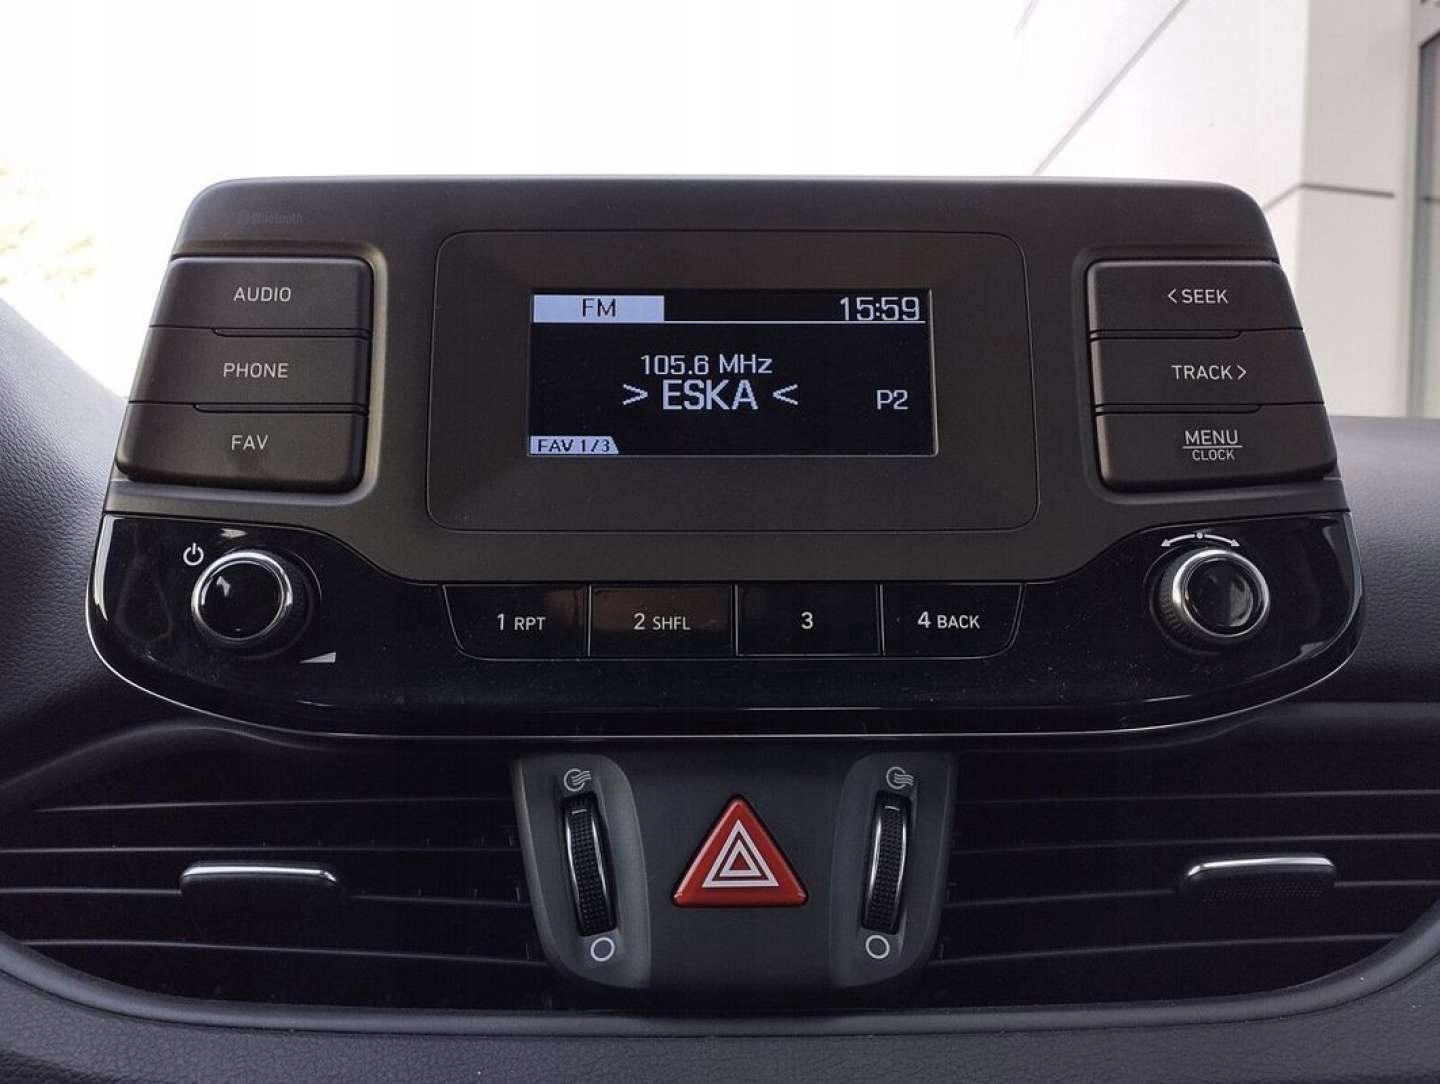 Bluetooth
AUDIO
PHONE
FAV
FM 15:59
105.6 MHz
> ESKA <
P2
FAV 1/3
< SEEK
TRACK >
MENU
CLOCK
1 RPT
2 SHFL
3
4 BACK